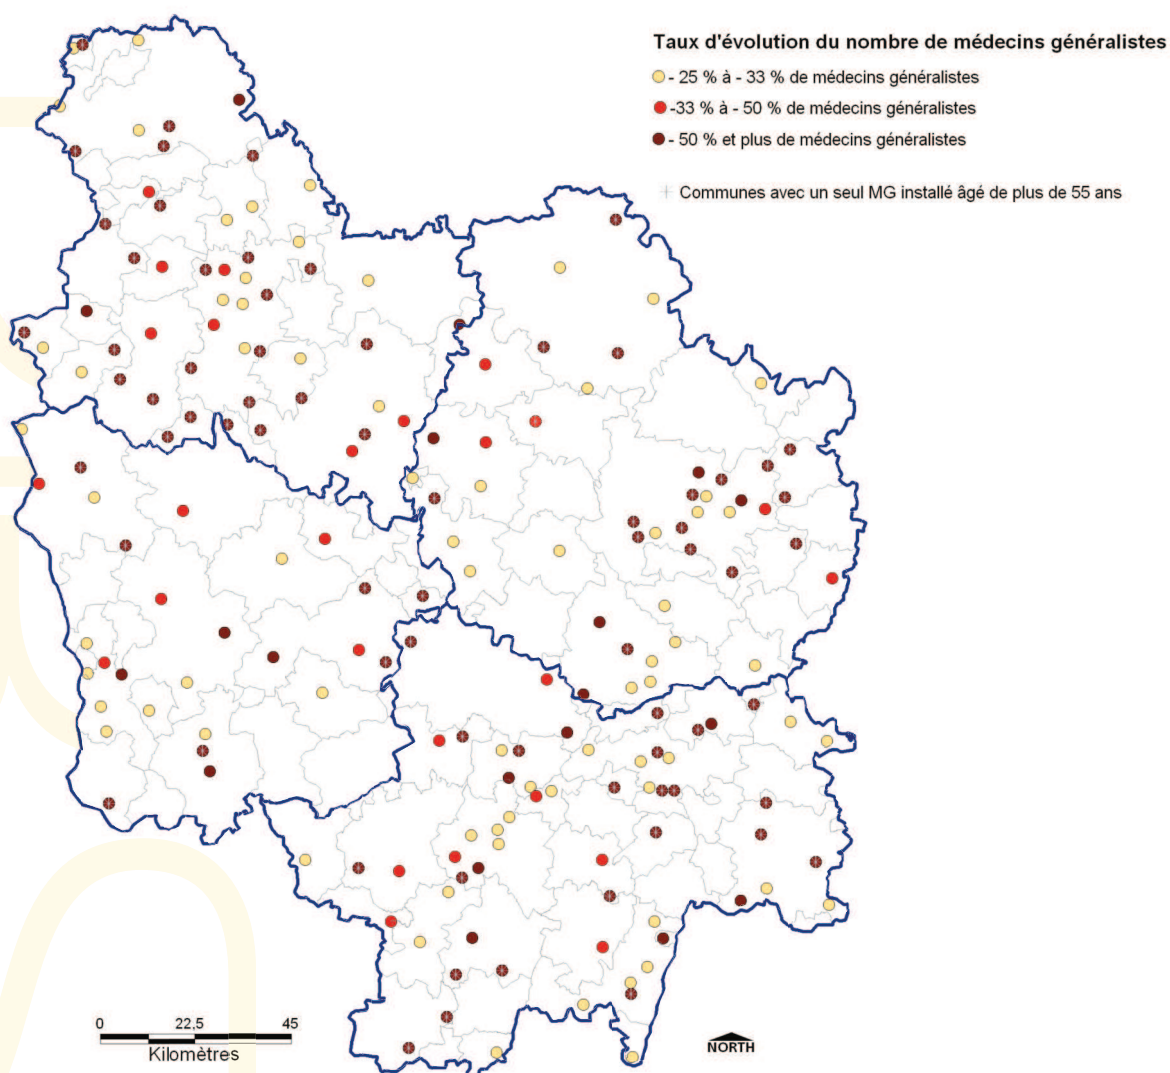 Taux d'évolution du nombre de médecins généralistes
- 25 % à - 33 % de médecins généralistes
-33 % à - 50 % de médecins généralistes
- 50 % et plus de médecins généralistes
Communes avec un seul MG installé âgé de plus de 55 ans
0 22,5 45
Kilomètres
NORTH